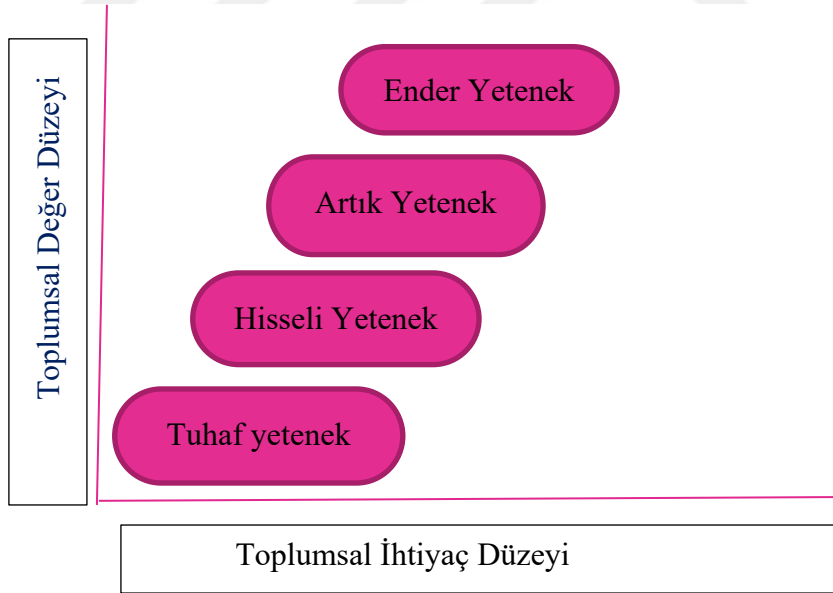 Toplumsal Değer Düzeyi
Ender Yetenek
Artık Yetenek
Hisseli Yetenek
Tuhaf yetenek
Toplumsal İhtiyaç Düzeyi